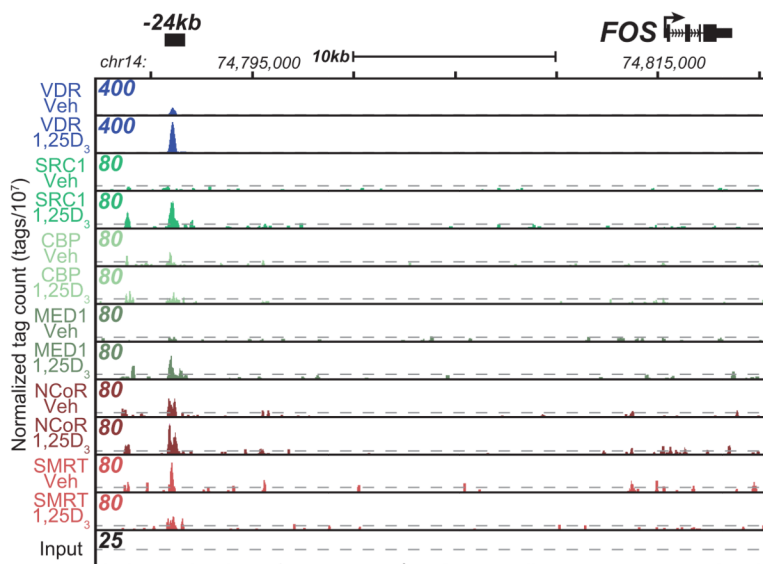 -24kb
FOS
chr14: 74,795,000 10kb 74,815,000
Normalized tag count (tags/10⁷)
VDR
Veh
400
VDR
1,25D₃
400
SRC1
Veh
80
SRC1
1,25D₃
80
CBP
Veh
80
CBP
1,25D₃
80
MED1
Veh
80
MED1
1,25D₃
80
NCoR
Veh
80
NCoR
1,25D₃
80
SMRT
Veh
80
SMRT
1,25D₃
80
Input
25